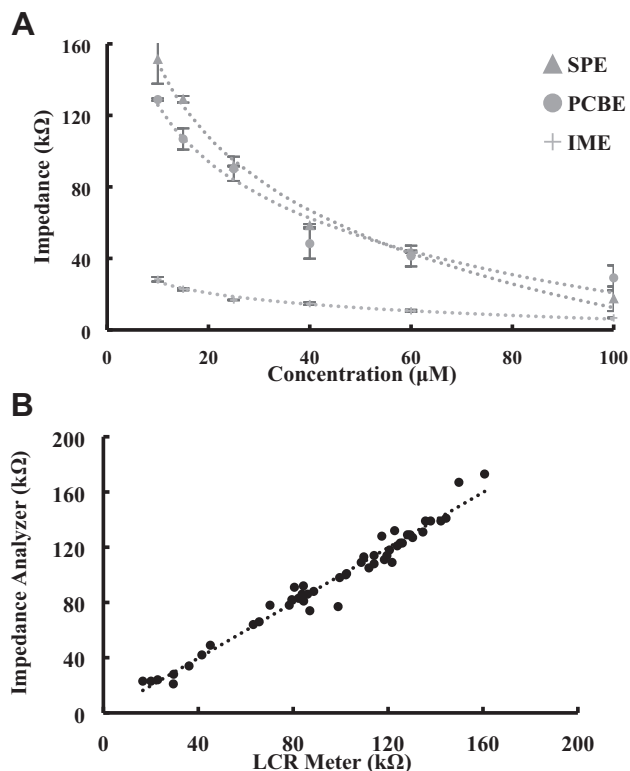 A
160
120
80
40
0
Impedance (kΩ)
SPE
PCBE
IME
0
20
40
60
80
100
Concentration (µM)
B
200
160
120
80
40
0
Impedance Analyzer (kΩ)
0
40
80
120
160
200
LCR Meter (kΩ)